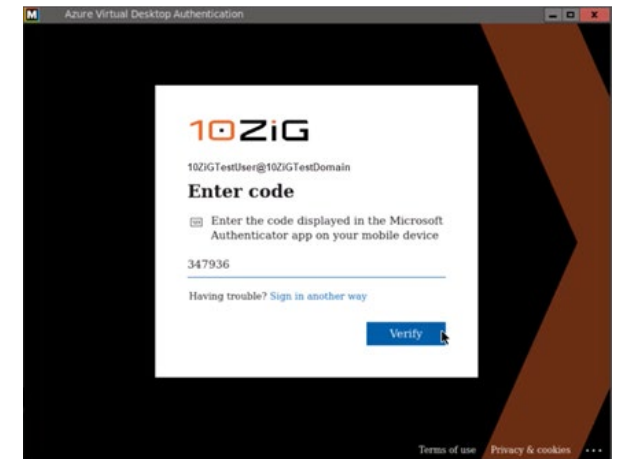 M Azure Virtual Desktop Authentication
10ZiG
10ZiGTestUser@10ZiGTestDomain
Enter code
Enter the code displayed in the Microsoft
Authenticator app on your mobile device
347936
Having trouble? Sign in another way
Verify
Terms of use Privacy & cookies ...